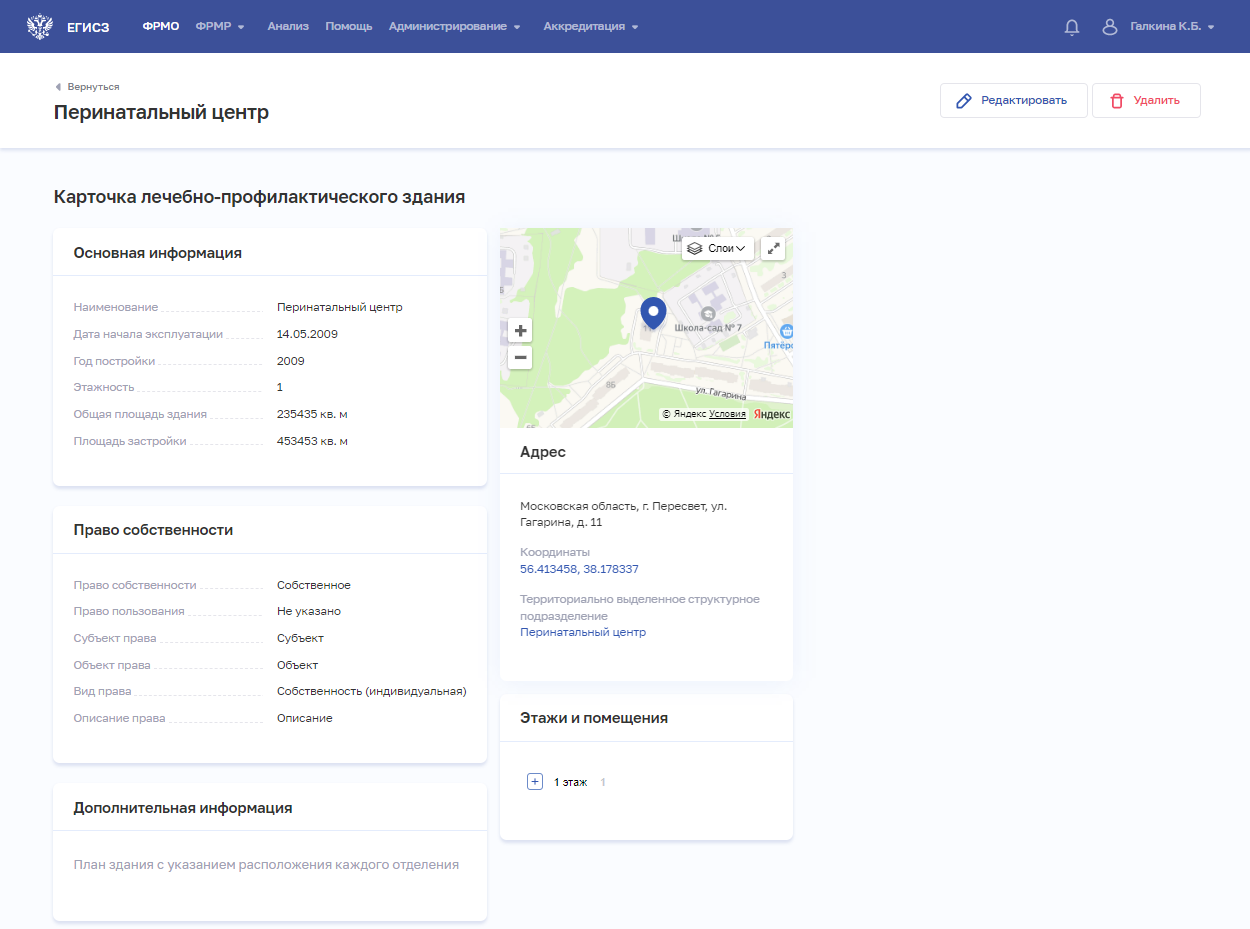 ЕГИСЗ
ФРМО
ФРМР
Анализ
Помощь
Администрирование
Аккредитация
Галкина К.Б.
Вернуться
Перинатальный центр
Редактировать
Удалить
Карточка лечебно-профилактического здания
Основная информация
Наименование Перинатальный центр
Дата начала эксплуатации 14.05.2009
Год постройки 2009
Этажность 1
Общая площадь здания 235435 кв. м
Площадь застройки 453453 кв. м
Право собственности
Право собственности Собственное
Право пользования Не указано
Субъект права Субъект
Объект права Объект
Вид права Собственность (индивидуальная)
Описание права Описание
Дополнительная информация
План здания с указанием расположения каждого отделения
Слои
3
Школа-сад № 7
8Б
ул. Гагарина
© Яндекс Условия Яндекс
Адрес
Московская область, г. Пересвет, ул.
Гагарина, д. 11
Координаты
56.413458, 38.178337
Территориально выделенное структурное
подразделение
Перинатальный центр
Этажи и помещения
1 этаж 1